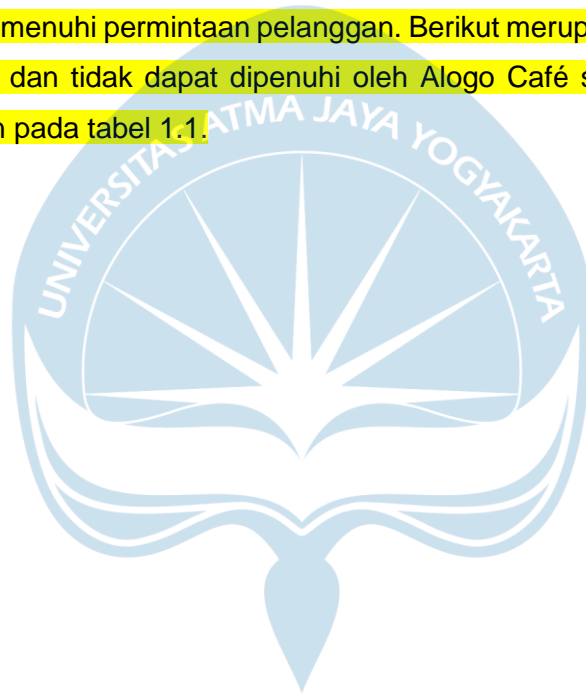 menuhi permintaan pelanggan. Berikut merup
dan tidak dapat dipenuhi oleh Alogo Café s
pada tabel 1.1.
UNIVERSITAS ATMA JAYA YOGYAKARTA